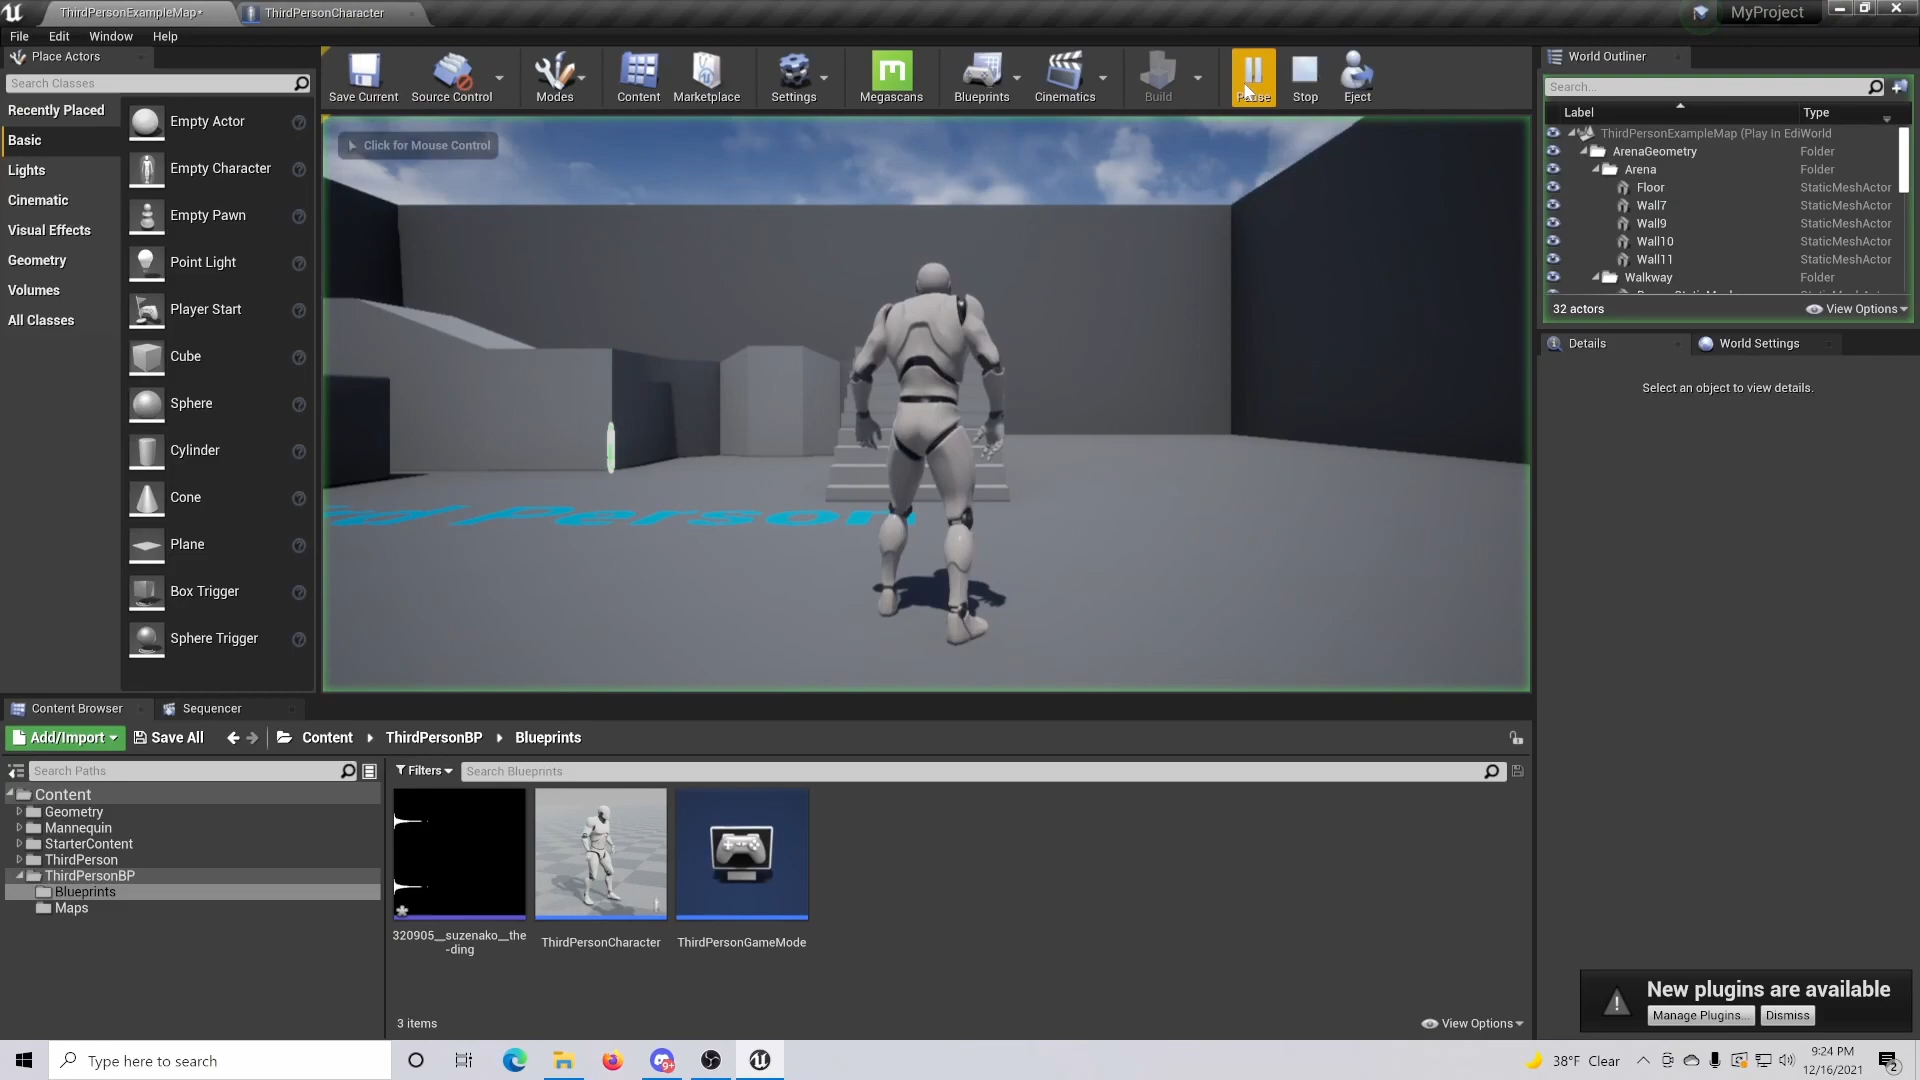 ThirdPersonExampleMap*
ThirdPersonCharacter
MyProject
File Edit Window Help
Place Actors
Search Classes
Recently Placed
Basic
Lights
Cinematic
Visual Effects
Geometry
Volumes
All Classes
Empty Actor
Empty Character
Empty Pawn
Point Light
Player Start
Cube
Sphere
Cylinder
Cone
Plane
Box Trigger
Sphere Trigger
Save Current
Source Control
Modes
Content
Marketplace
Settings
Megascans
Blueprints
Cinematics
Build
Pause
Stop
Eject
Click for Mouse Control
Person
World Outliner
Search...
Label Type
ThirdPersonExampleMap (Play In Edi World
ArenaGeometry Folder
Arena Folder
Floor StaticMeshActor
Wall7 StaticMeshActor
Wall9 StaticMeshActor
Wall10 StaticMeshActor
Wall11 StaticMeshActor
Walkway Folder
32 actors
View Options
Details
World Settings
Select an object to view details.
Content Browser
Sequencer
Add/Import
Save All
Content
ThirdPersonBP
Blueprints
Search Paths
Filters
Search Blueprints
Content
Geometry
Mannequin
StarterContent
ThirdPerson
ThirdPersonBP
Blueprints
Maps
320905__suzenako__the
-ding
ThirdPersonCharacter
ThirdPersonGameMode
3 items
View Options
New plugins are available
Manage Plugins...
Dismiss
Type here to search
9+
38°F Clear
9:24 PM
12/16/2021
2